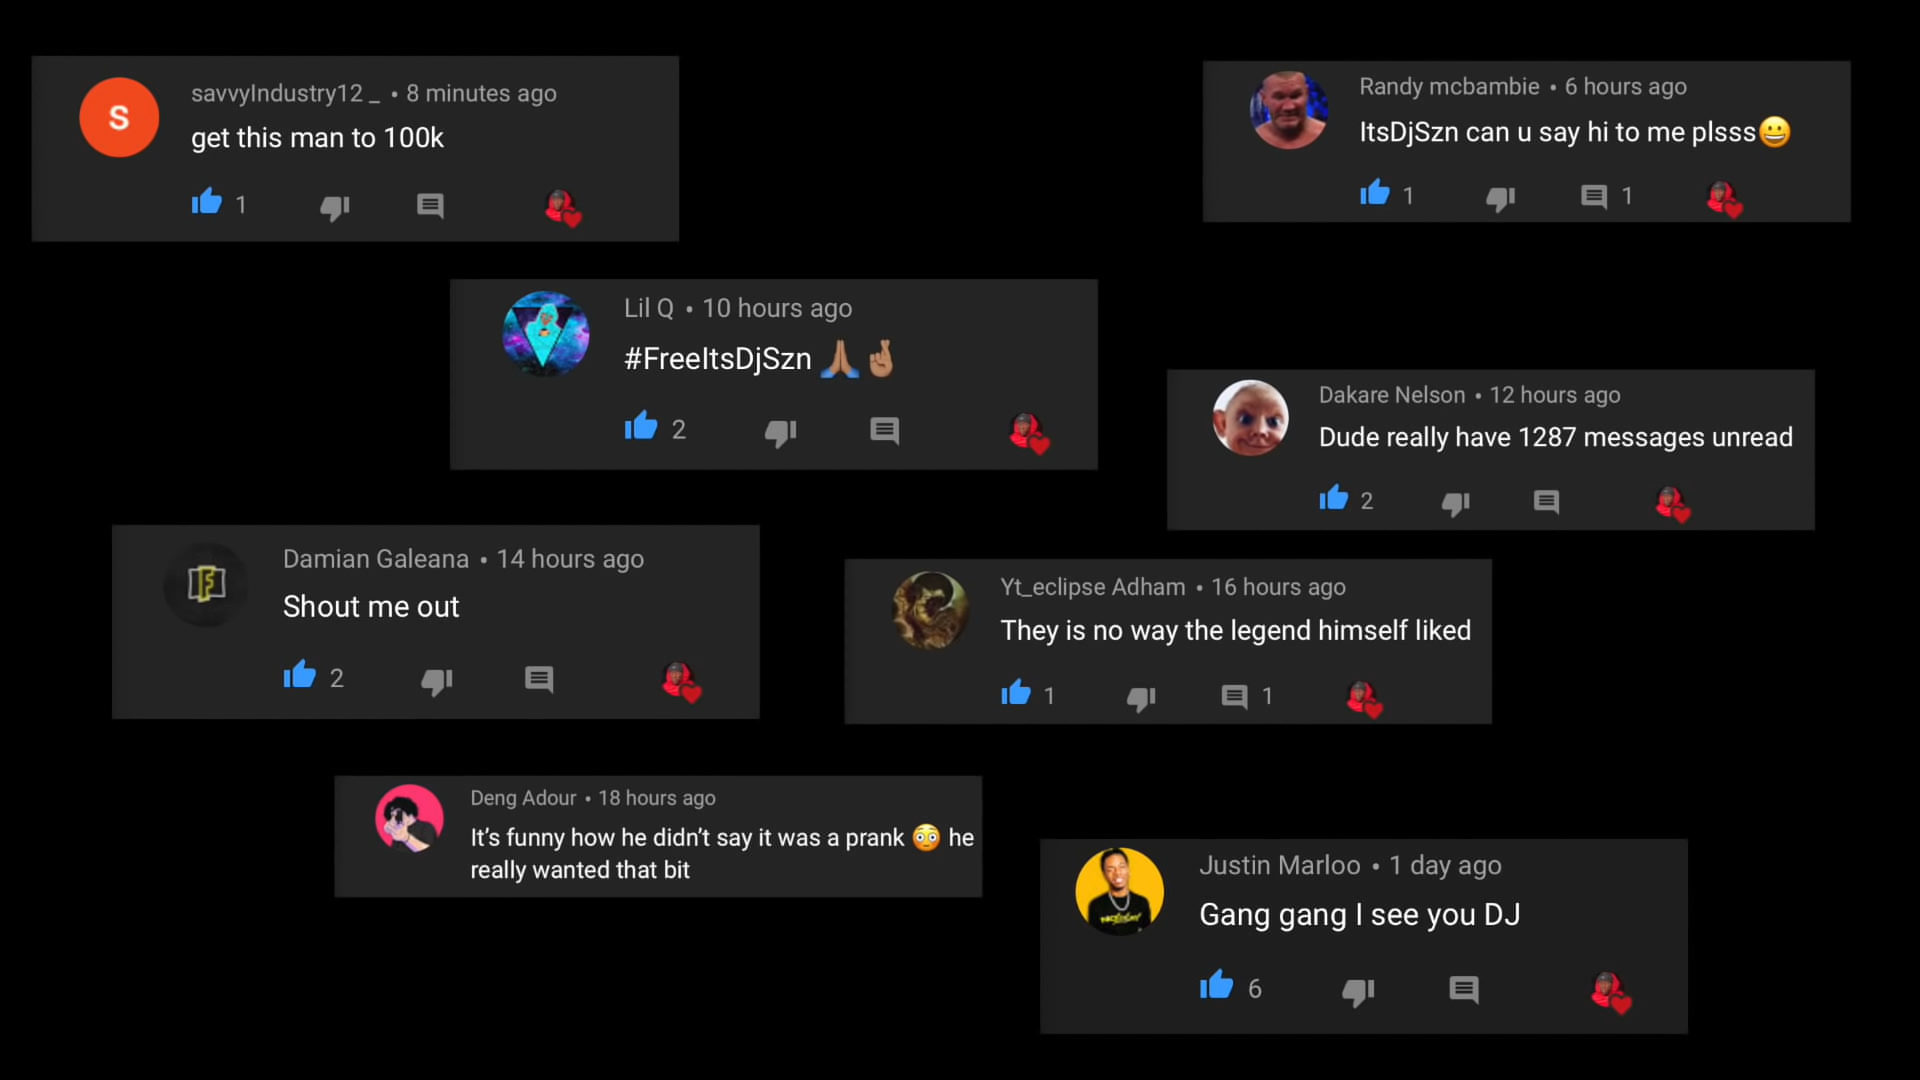 savvyIndustry12 _ • 8 minutes ago
get this man to 100k
1
S
Randy mcbambie • 6 hours ago
ItsDjSzn can u say hi to me plsss😀
1 1
Lil Q • 10 hours ago
#FreeItsDjSzn 🙏🏽🤞🏽
2
Dakare Nelson • 12 hours ago
Dude really have 1287 messages unread
2
F
Damian Galeana • 14 hours ago
Shout me out
2
Yt_eclipse Adham • 16 hours ago
They is no way the legend himself liked
1 1
Deng Adour • 18 hours ago
It's funny how he didn't say it was a prank 😳 he
really wanted that bit
Justin Marloo • 1 day ago
Gang gang I see you DJ
6